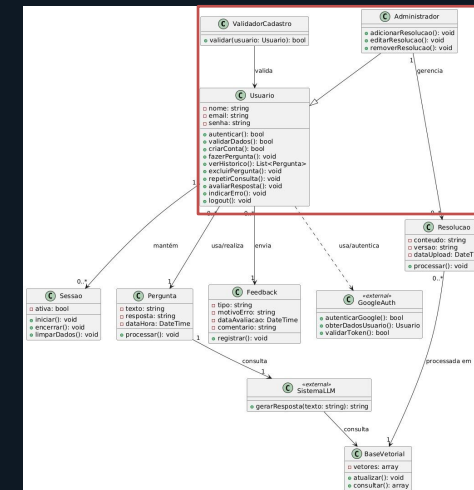 C ValidadorCadastro
validar(usuario: Usuario): bool
C Administrador
adicionarResolucao(): void
editarResolucao(): void
removerResolucao(): void
valida
1
gerencia
C Usuario
nome: string
email: string
senha: string
autenticar(): bool
validarDados(): bool
criarConta(): bool
fazerPergunta(): void
verHistorico(): List<Pergunta>
excluirPergunta(): void
repetirConsulta(): void
avaliarResposta(): void
indicarErro(): void
logout(): void
1
0..*
0..*
0..*
C Resolucao
conteudo: string
versao: string
dataUpload: DateT
processar(): void
0..*
mantém
usa/realiza
envia
usa/autentica
0..*
1
1
C Sessao
ativa: bool
iniciar(): void
encerrar(): void
limparDados(): void
C Pergunta
texto: string
resposta: string
dataHora: DateTime
processar(): void
C Feedback
tipo: string
motivoErro: string
dataAvaliacao: DateTime
comentario: string
registrar(): void
«external»
C GoogleAuth
autenticarGoogle(): bool
obterDadosUsuario(): Usuario
validarToken(): bool
1
consulta
processada em
1
«external»
C SistemaLLM
gerarResposta(texto: string): string
consulta
1
C BaseVetorial
vetores: array
atualizar(): void
consultar(): array